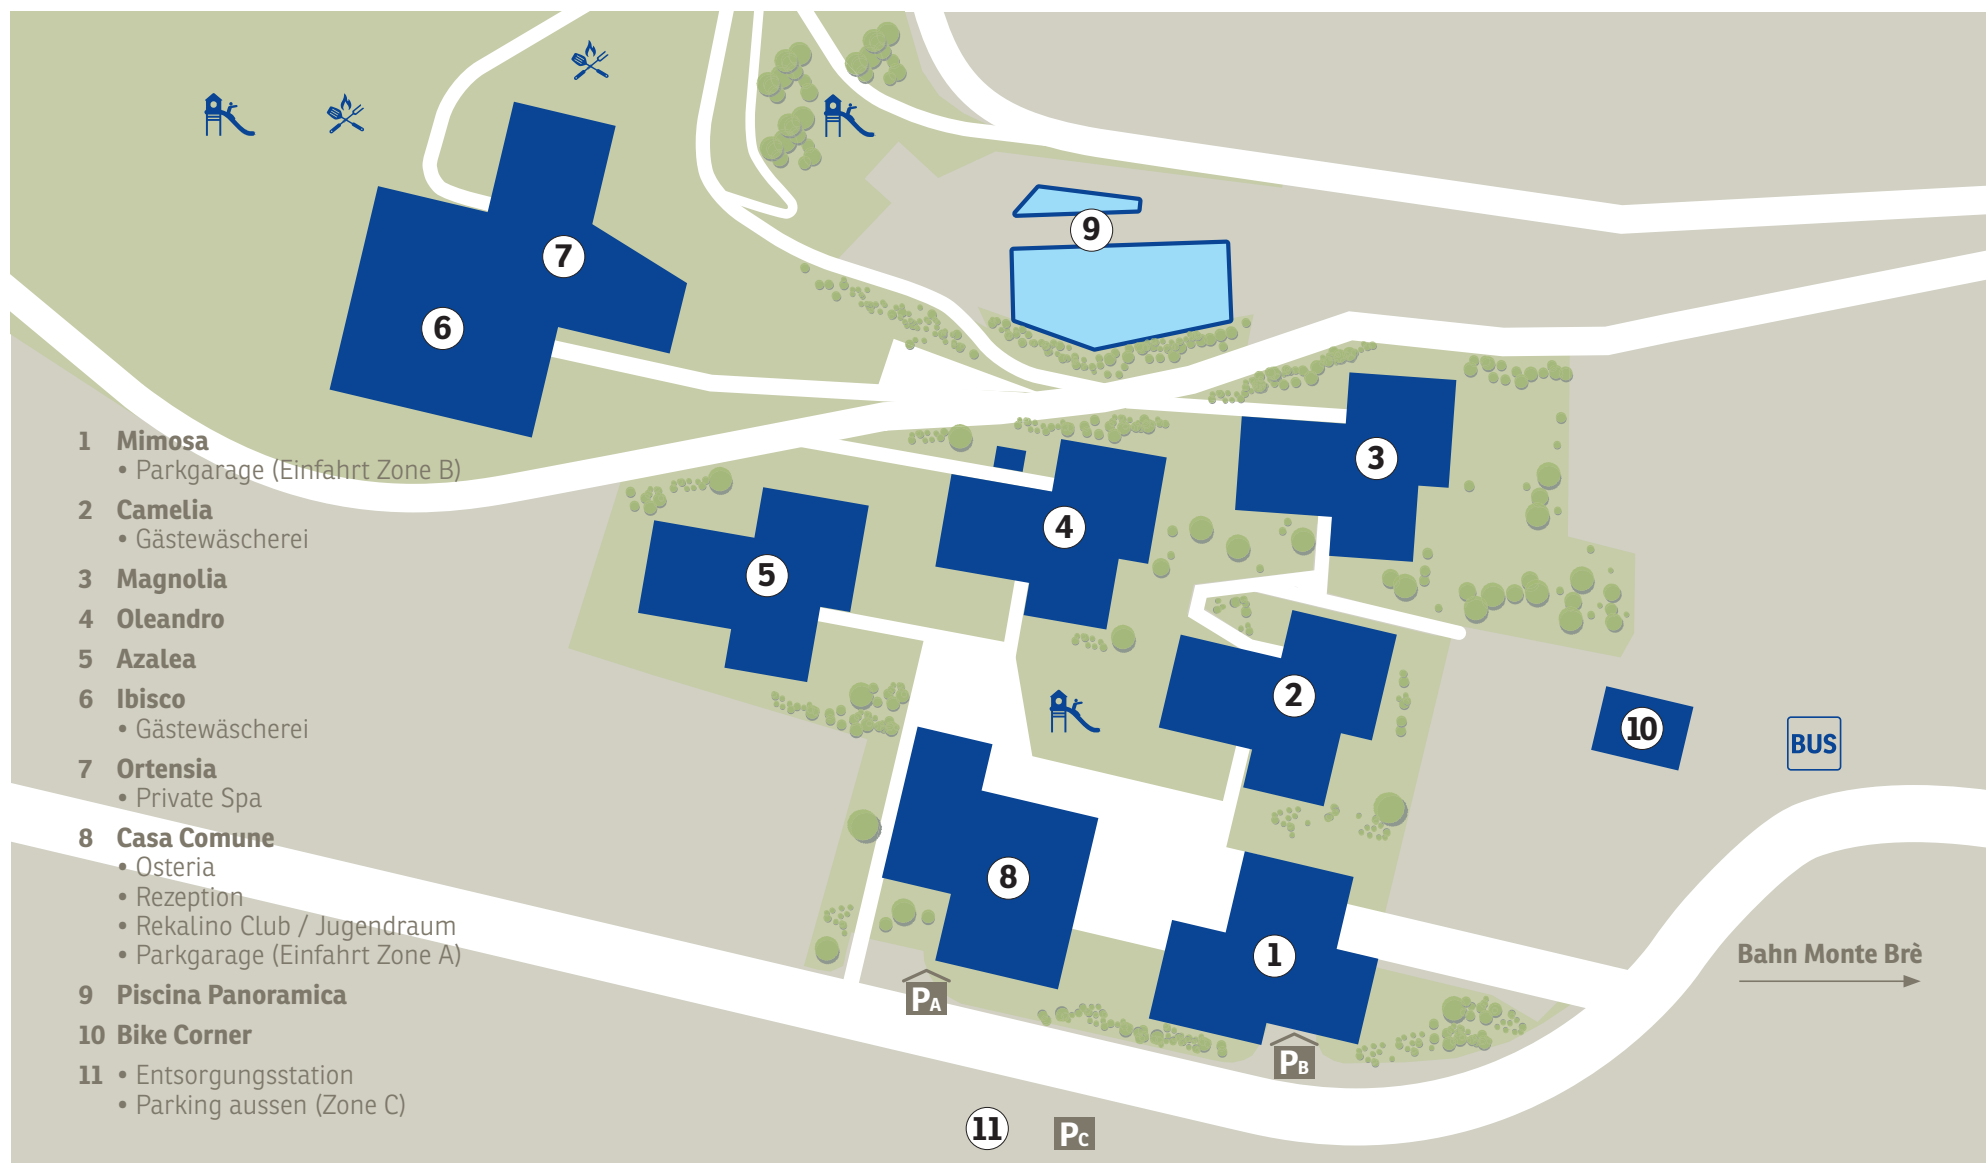 1 Mimosa
• Parkgarage (Einfahrt Zone B)
2 Camelia
• Gästewäscherei
3 Magnolia
4 Oleandro
5 Azalea
6 Ibisco
• Gästewäscherei
7 Ortensia
• Private Spa
8 Casa Comune
• Osteria
• Rezeption
• Rekalino Club / Jugendraum
• Parkgarage (Einfahrt Zone A)
9 Piscina Panoramica
10 Bike Corner
11 • Entsorgungsstation
• Parking aussen (Zone C)
9
7
6
3
4
5
2
10
BUS
8
1
Bahn Monte Brè
PA
PB
11
PC